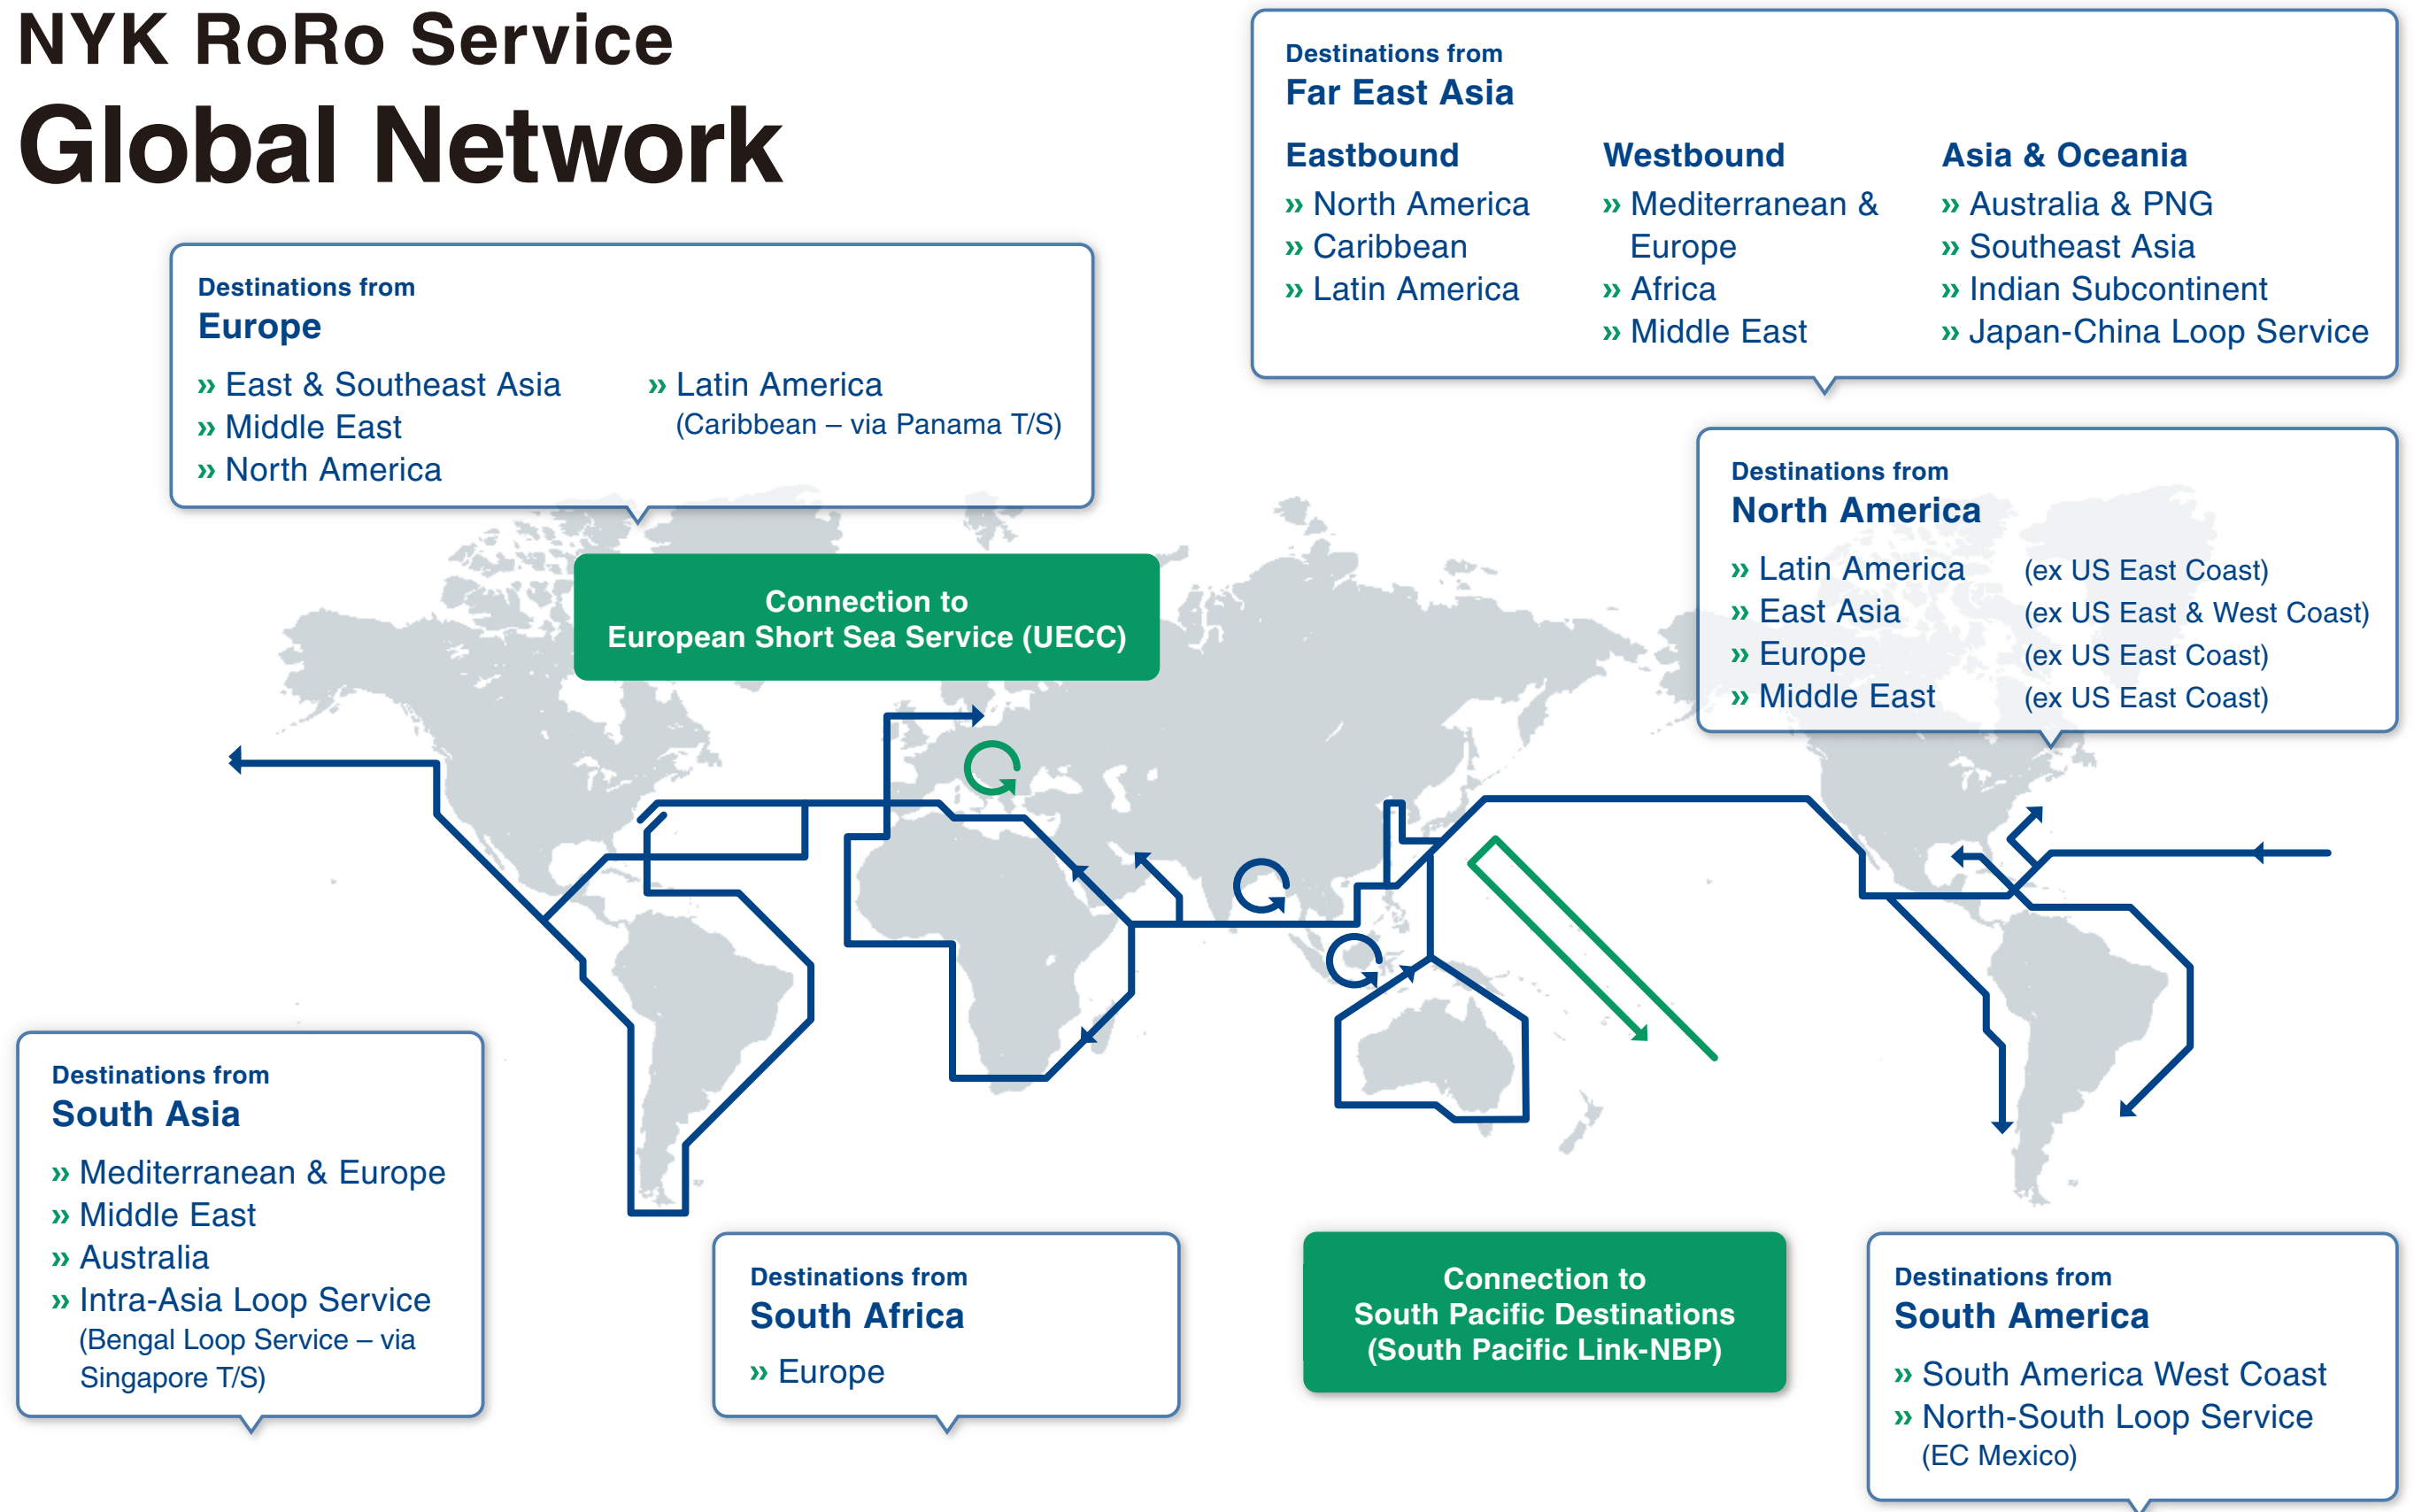 NYK RoRo Service
Global Network
Destinations from
Far East Asia
Eastbound
» North America
» Caribbean
» Latin America
Westbound
» Mediterranean &
Europe
» Africa
» Middle East
Asia & Oceania
» Australia & PNG
» Southeast Asia
» Indian Subcontinent
» Japan-China Loop Service
Destinations from
Europe
» East & Southeast Asia
» Middle East
» North America
» Latin America
(Caribbean – via Panama T/S)
Destinations from
North America
» Latin America (ex US East Coast)
» East Asia (ex US East & West Coast)
» Europe (ex US East Coast)
» Middle East (ex US East Coast)
Connection to
European Short Sea Service (UECC)
Destinations from
South Asia
» Mediterranean & Europe
» Middle East
» Australia
» Intra-Asia Loop Service
(Bengal Loop Service – via
Singapore T/S)
Destinations from
South Africa
» Europe
Connection to
South Pacific Destinations
(South Pacific Link-NBP)
Destinations from
South America
» South America West Coast
» North-South Loop Service
(EC Mexico)